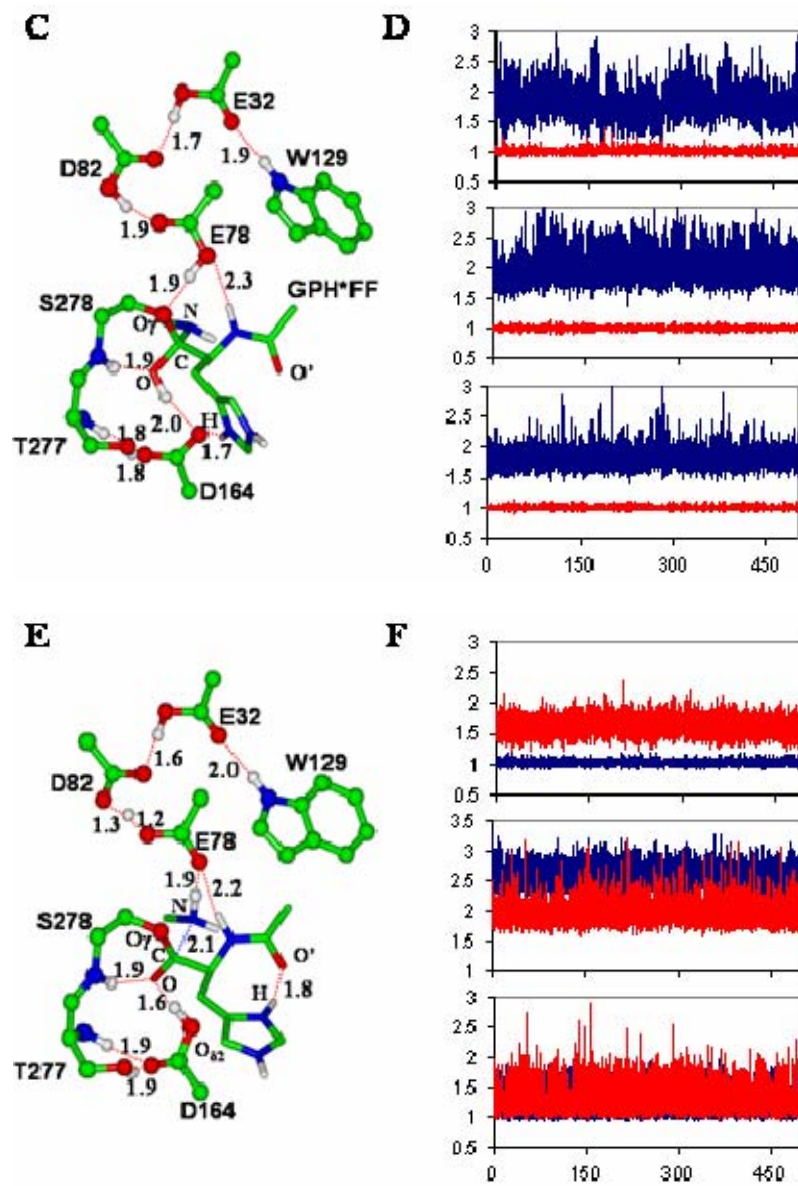 C
D
E32
1.7
1.9
W129
D82
1.9
E78
1.9
2.3
GPH*FF
S278
Oγ
N
C
1.9
O
O'
2.0
H
T277
1.8
1.8
1.7
D164
3
2.5
2
1.5
1
0.5
3
2.5
2
1.5
1
0.5
3
2.5
2
1.5
1
0.5
0
150
300
450
E
F
E32
1.6
2.0
W129
D82
1.3
1.2
E78
1.9
2.2
N
S278
Oγ
2.1
C
O'
1.9
O
H
1.8
1.6
1.9
Oδ2
T277
1.9
D164
3
2.5
2
1.5
1
0.5
3.5
3
2.5
2
1.5
1
3
2.5
2
1.5
1
0.5
0
150
300
450